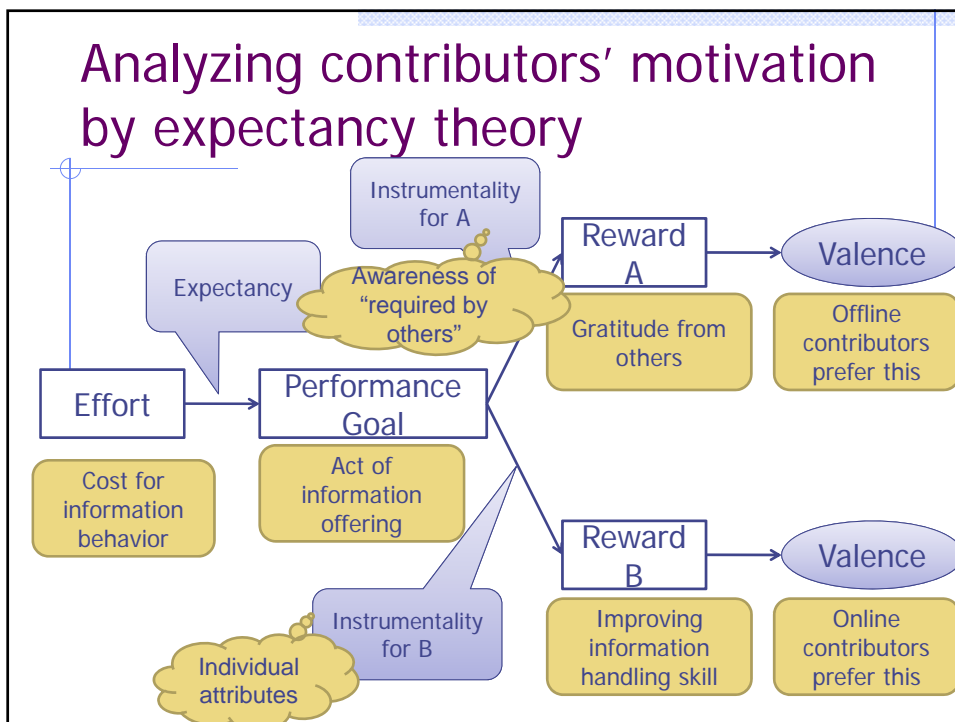 Analyzing contributors' motivation
by expectancy theory
Instrumentality
for A
Awareness of
“required by
others”
Expectancy
Reward
A
Valence
Gratitude from
others
Offline
contributors
prefer this
Effort
Performance
Goal
Cost for
information
behavior
Act of
information
offering
Reward
B
Valence
Instrumentality
for B
Individual
attributes
Improving
information
handling skill
Online
contributors
prefer this